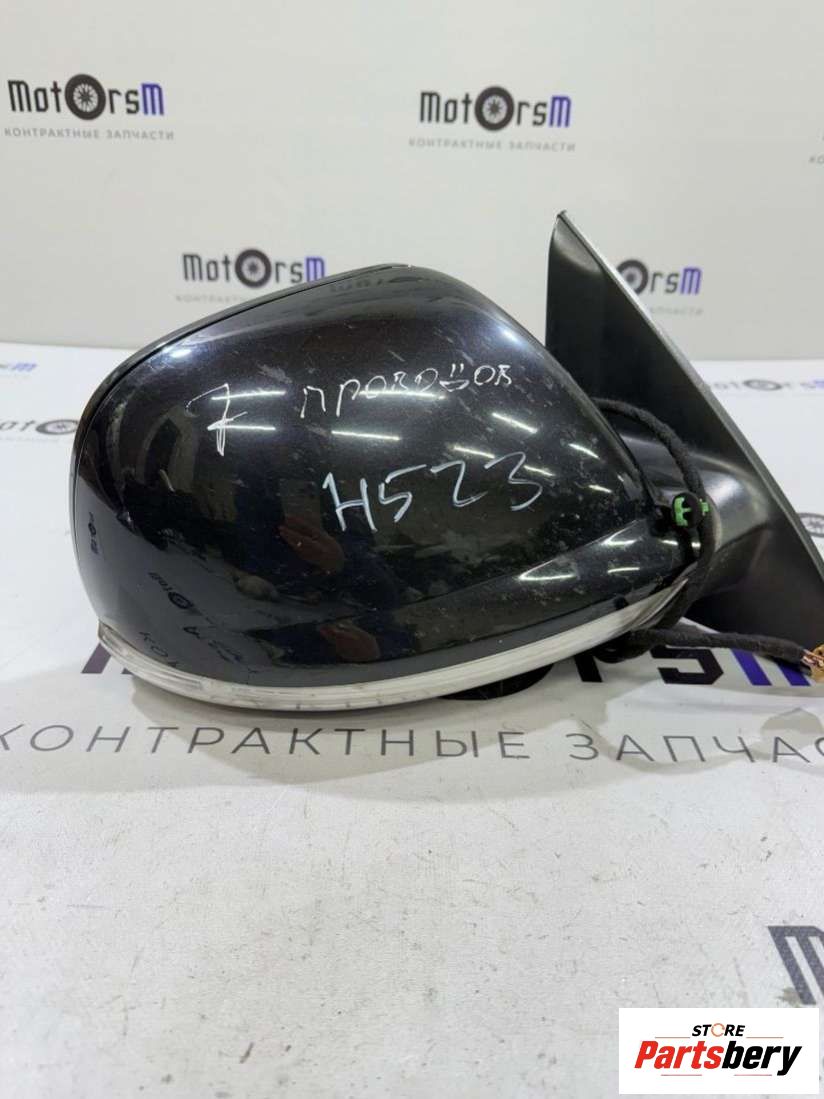 MotOrsM
КОНТРАКТНЫЕ ЗАПЧАСТИ
MotOrsM
КОНТРАКТНЫЕ ЗАПЧАСТИ
MotOrsM
MotOrsM
7 проводов
H523
КОНТРАКТНЫЕ ЗАПЧАС
STORE
Partsbery